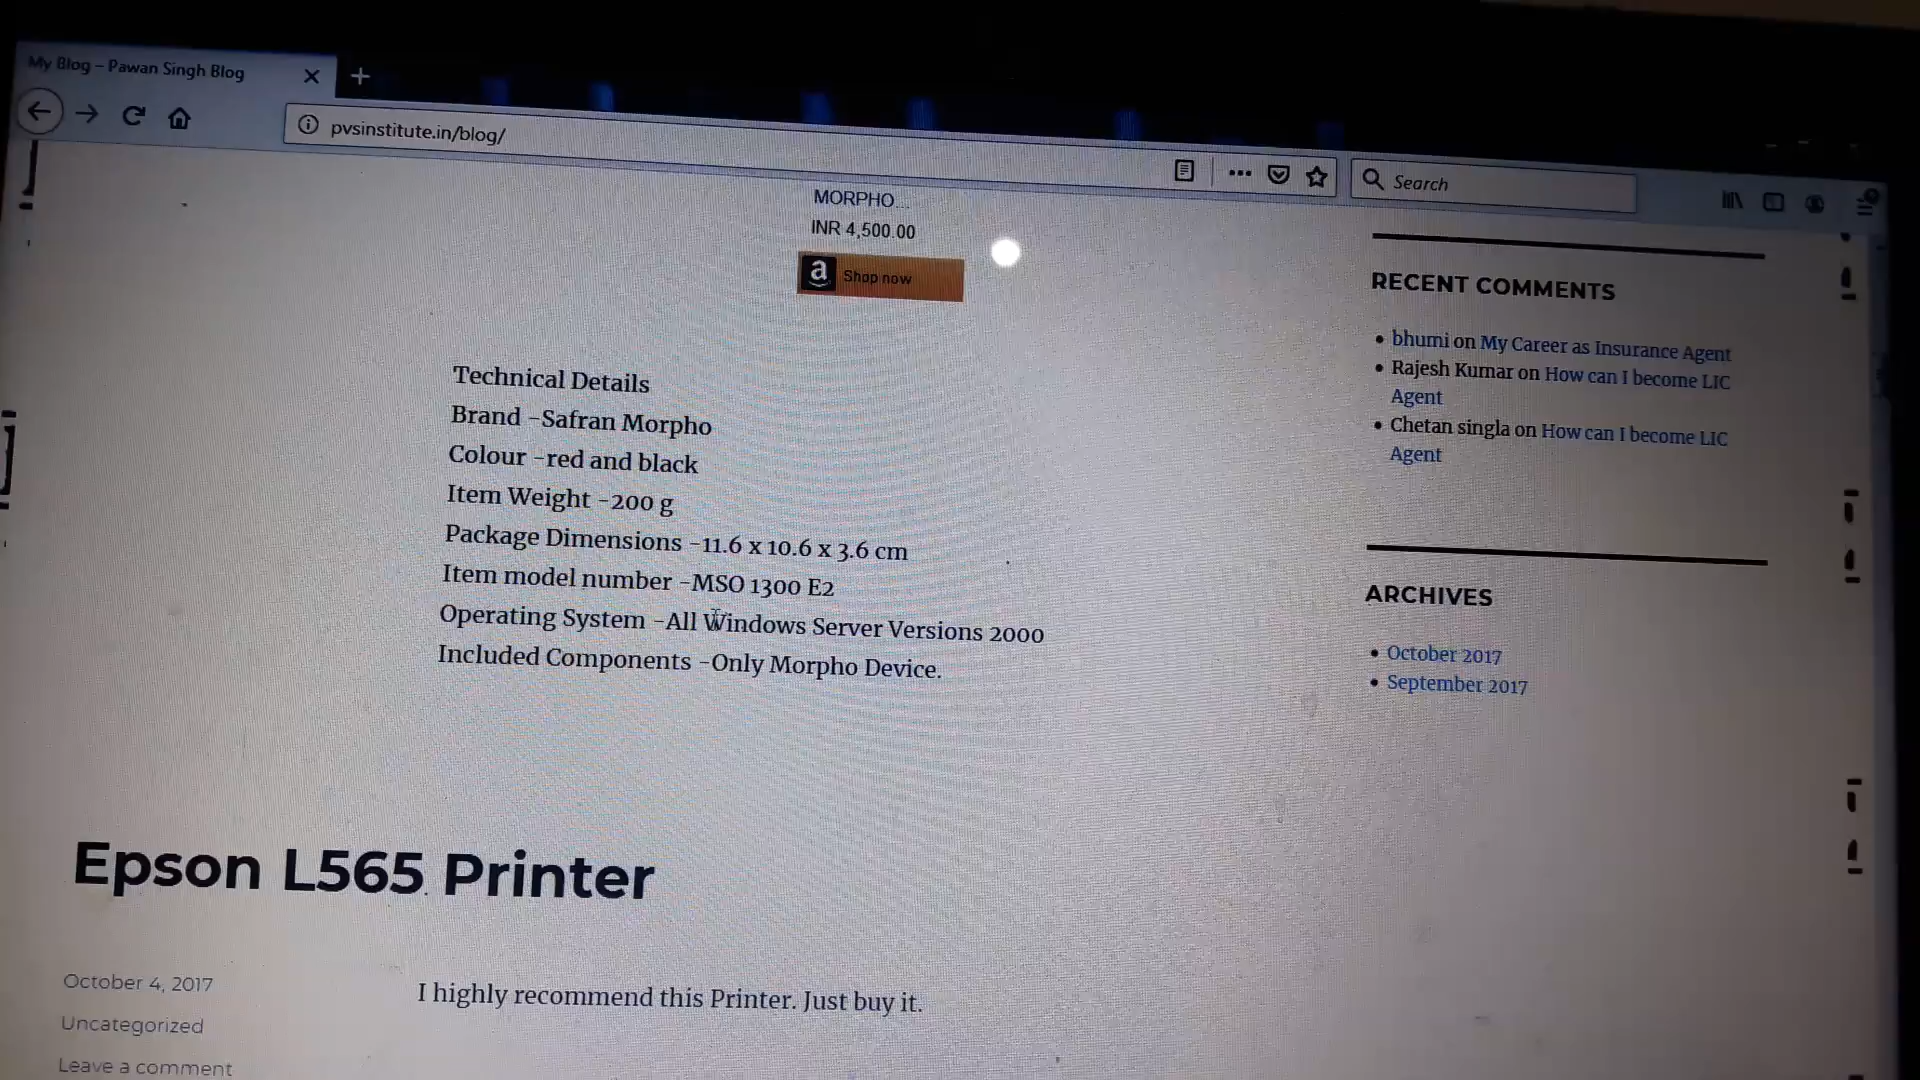 My Blog – Pawan Singh Blog
pvsinstitute.in/blog/
Search
MORPHO...
INR 4,500.00
a Shop now
Technical Details
Brand -Safran Morpho
Colour -red and black
Item Weight -200 g
Package Dimensions -11.6 x 10.6 x 3.6 cm
Item model number -MSO 1300 E2
Operating System -All Windows Server Versions 2000
Included Components -Only Morpho Device.
RECENT COMMENTS
bhumi on My Career as Insurance Agent
Rajesh Kumar on How can I become LIC
Agent
Chetan singla on How can I become LIC
Agent
ARCHIVES
October 2017
September 2017
Epson L565 Printer
October 4, 2017
Uncategorized
Leave a comment
I highly recommend this Printer. Just buy it.